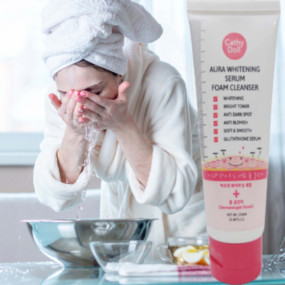 Cathy
Doll
AURA WHITENING
SERUM
FOAM CLEANSER
WHITENING
BRIGHT TONER
ANTI DARK SPOT
ANTI BLEMISH
SOFT & SMOOTH
GLUTATHIONE SERUM
+